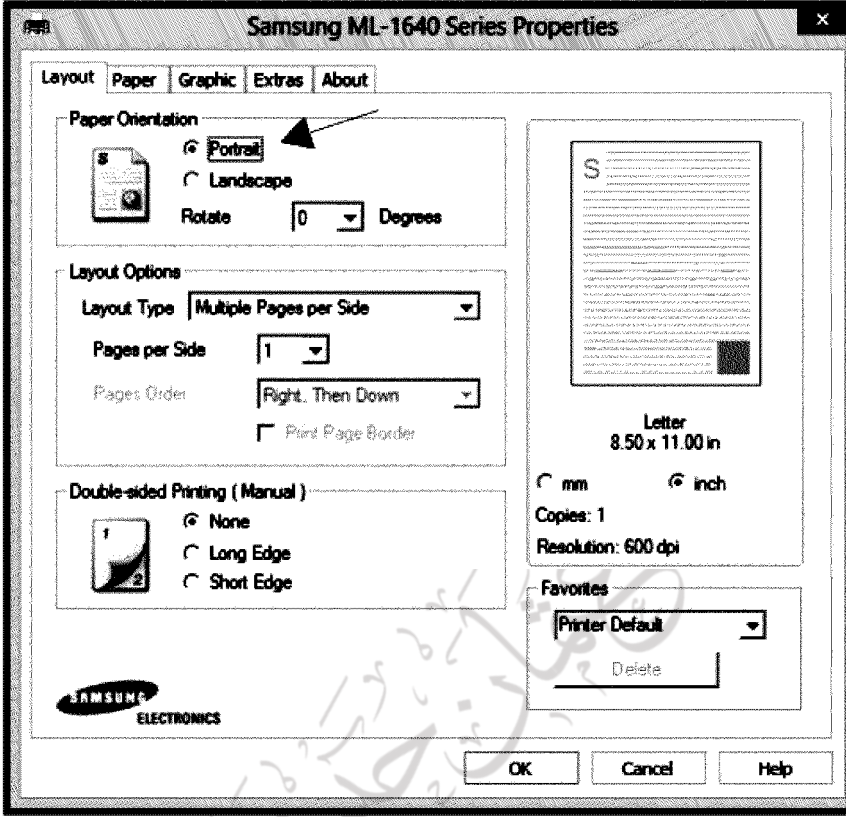 Samsung ML-1640 Series Properties
Layout Paper Graphic Extras About
Paper Orientation
S
Portrait
Landscape
Rotate 0 Degrees
Layout Options
Layout Type Multiple Pages per Side
Pages per Side 1
Pages Order Right, Then Down
Print Page Border
Double-sided Printing ( Manual )
1
2
None
Long Edge
Short Edge
SAMSUNG
ELECTRONICS
S
Letter
8.50 x 11.00 in
mm inch
Copies: 1
Resolution: 600 dpi
Favorites
Printer Default
Delete
OK Cancel Help